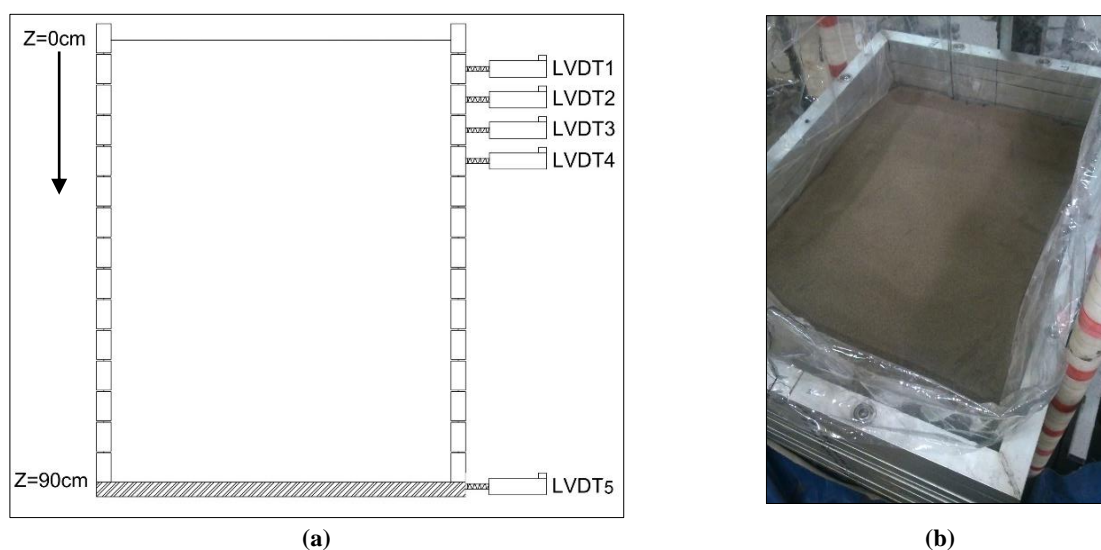 Z=0cm
LVDT1
LVDT2
LVDT3
LVDT4
Z=90cm
LVDT5
(a)
(b)